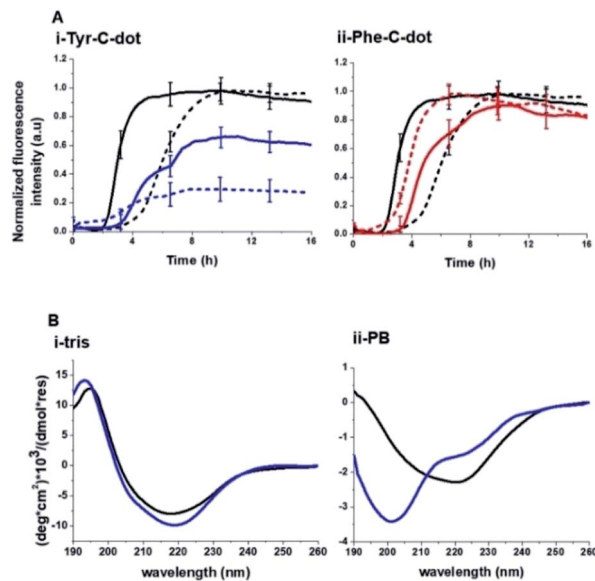 A
i-Tyr-C-dot
ii-Phe-C-dot
Normalized fluorescence
intensity (a.u)
1.0
0.8
0.6
0.4
0.2
0.0
0 4 8 12 16
Time (h)
1.0
0.8
0.6
0.4
0.2
0.0
0 4 8 12 16
Time (h)
B
i-tris
ii-PB
(deg*cm²)*10³/(dmol*res)
15
10
5
0
-5
-10
190 200 210 220 230 240 250 260
wavelength (nm)
1
0
-1
-2
-3
-4
190 200 210 220 230 240 250 260
wavelength (nm)